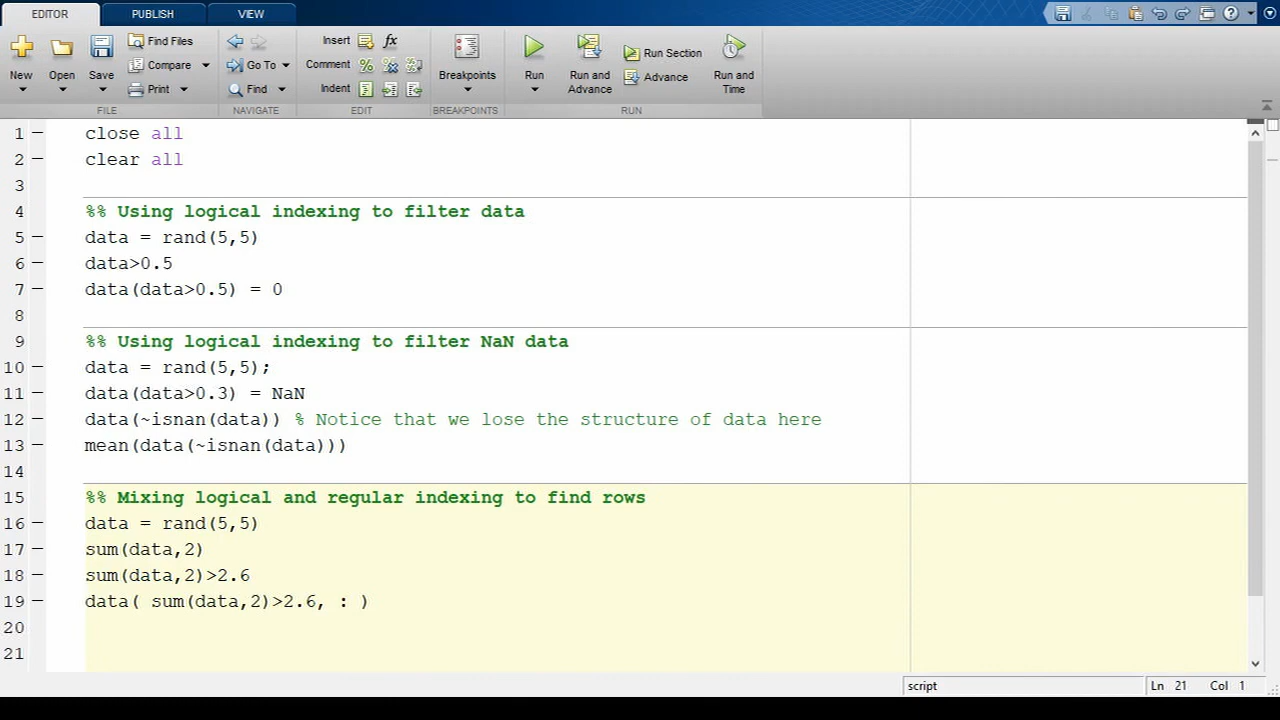 EDITOR PUBLISH VIEW
New Open Save Find Files Compare Print
FILE
Go To Find
NAVIGATE
Insert fx
Comment % % %
Indent
EDIT
Breakpoints
BREAKPOINTS
Run Run and Advance Run Section Advance Run and Time
RUN
1 – close all
2 – clear all
3
4 %% Using logical indexing to filter data
5 – data = rand(5,5)
6 – data>0.5
7 – data(data>0.5) = 0
8
9 %% Using logical indexing to filter NaN data
10 – data = rand(5,5);
11 – data(data>0.3) = NaN
12 – data(~isnan(data)) % Notice that we lose the structure of data here
13 – mean(data(~isnan(data)))
14
15 %% Mixing logical and regular indexing to find rows
16 – data = rand(5,5)
17 – sum(data,2)
18 – sum(data,2)>2.6
19 – data( sum(data,2)>2.6, : )
20
21
script Ln 21 Col 1